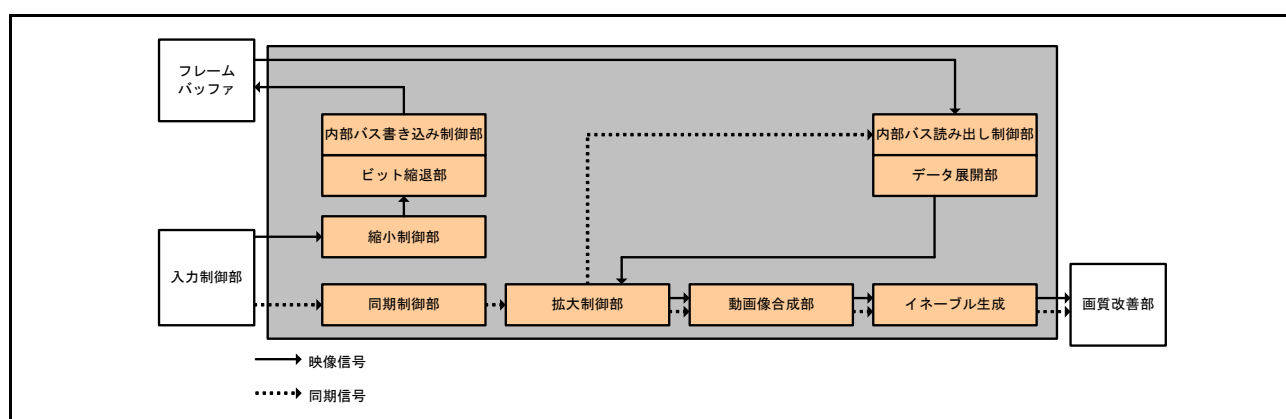 フレーム
バッファ
内部バス書き込み制御部
内部バス読み出し制御部
ビット縮退部
データ展開部
縮小制御部
入力制御部
同期制御部
拡大制御部
動画像合成部
イネーブル生成
画質改善部
映像信号
同期信号